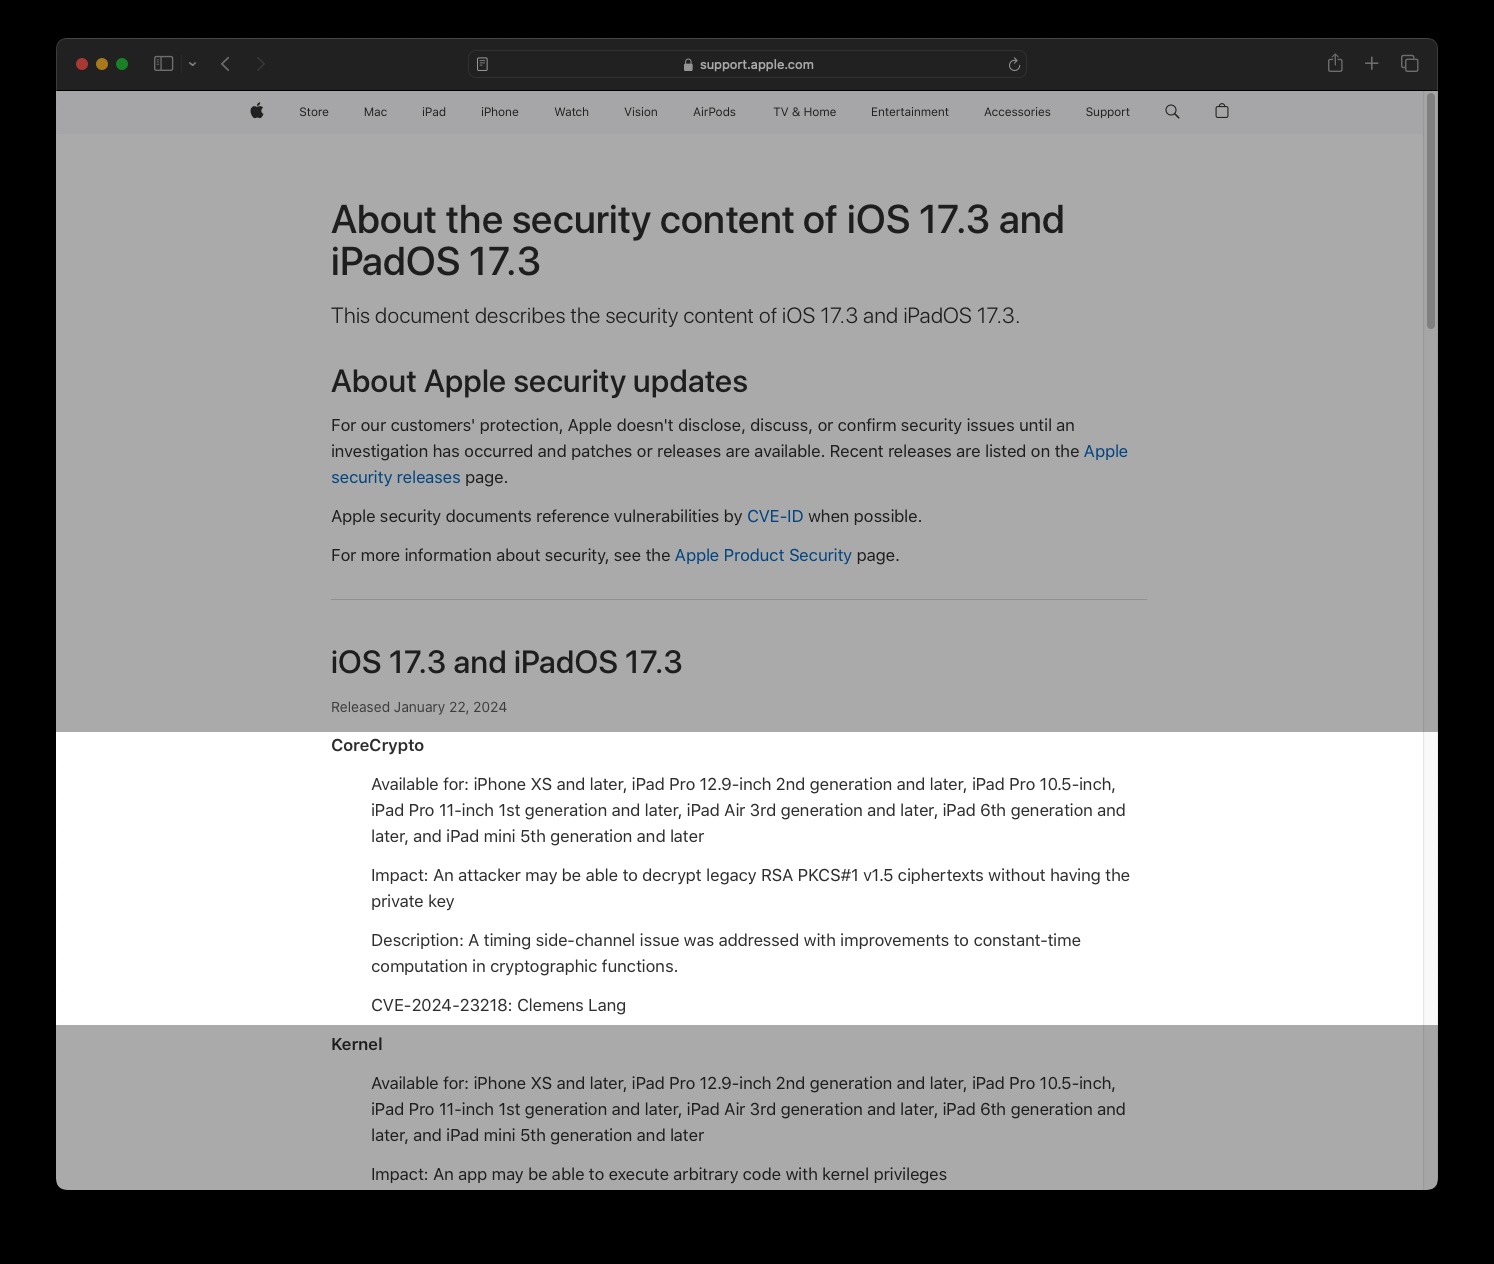 support.apple.com
Store Mac iPad iPhone Watch Vision AirPods TV & Home Entertainment Accessories Support
About the security content of iOS 17.3 and
iPadOS 17.3
This document describes the security content of iOS 17.3 and iPadOS 17.3.
About Apple security updates
For our customers' protection, Apple doesn't disclose, discuss, or confirm security issues until an
investigation has occurred and patches or releases are available. Recent releases are listed on the Apple
security releases page.
Apple security documents reference vulnerabilities by CVE-ID when possible.
For more information about security, see the Apple Product Security page.
iOS 17.3 and iPadOS 17.3
Released January 22, 2024
CoreCrypto
Available for: iPhone XS and later, iPad Pro 12.9-inch 2nd generation and later, iPad Pro 10.5-inch,
iPad Pro 11-inch 1st generation and later, iPad Air 3rd generation and later, iPad 6th generation and
later, and iPad mini 5th generation and later
Impact: An attacker may be able to decrypt legacy RSA PKCS#1 v1.5 ciphertexts without having the
private key
Description: A timing side-channel issue was addressed with improvements to constant-time
computation in cryptographic functions.
CVE-2024-23218: Clemens Lang
Kernel
Available for: iPhone XS and later, iPad Pro 12.9-inch 2nd generation and later, iPad Pro 10.5-inch,
iPad Pro 11-inch 1st generation and later, iPad Air 3rd generation and later, iPad 6th generation and
later, and iPad mini 5th generation and later
Impact: An app may be able to execute arbitrary code with kernel privileges